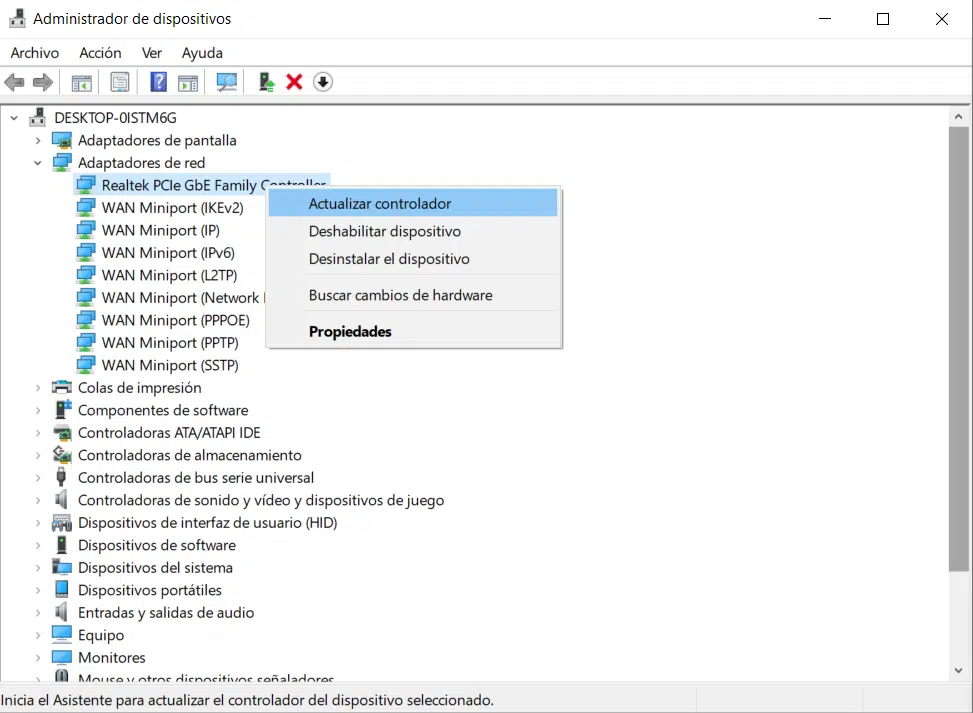 Administrador de dispositivos
Archivo Acción Ver Ayuda
DESKTOP-0ISTM6G
Adaptadores de pantalla
Adaptadores de red
Realtek PCIe GbE Family Controller
WAN Miniport (IKEv2)
WAN Miniport (IP)
WAN Miniport (IPv6)
WAN Miniport (L2TP)
WAN Miniport (Network
WAN Miniport (PPPOE)
WAN Miniport (PPTP)
WAN Miniport (SSTP)
Actualizar controlador
Deshabilitar dispositivo
Desinstalar el dispositivo
Buscar cambios de hardware
Propiedades
Colas de impresión
Componentes de software
Controladoras ATA/ATAPI IDE
Controladoras de almacenamiento
Controladoras de bus serie universal
Controladoras de sonido y vídeo y dispositivos de juego
Dispositivos de interfaz de usuario (HID)
Dispositivos de software
Dispositivos del sistema
Dispositivos portátiles
Entradas y salidas de audio
Equipo
Monitores
Mouse y otros dispositivos señaladores
Inicia el Asistente para actualizar el controlador del dispositivo seleccionado.